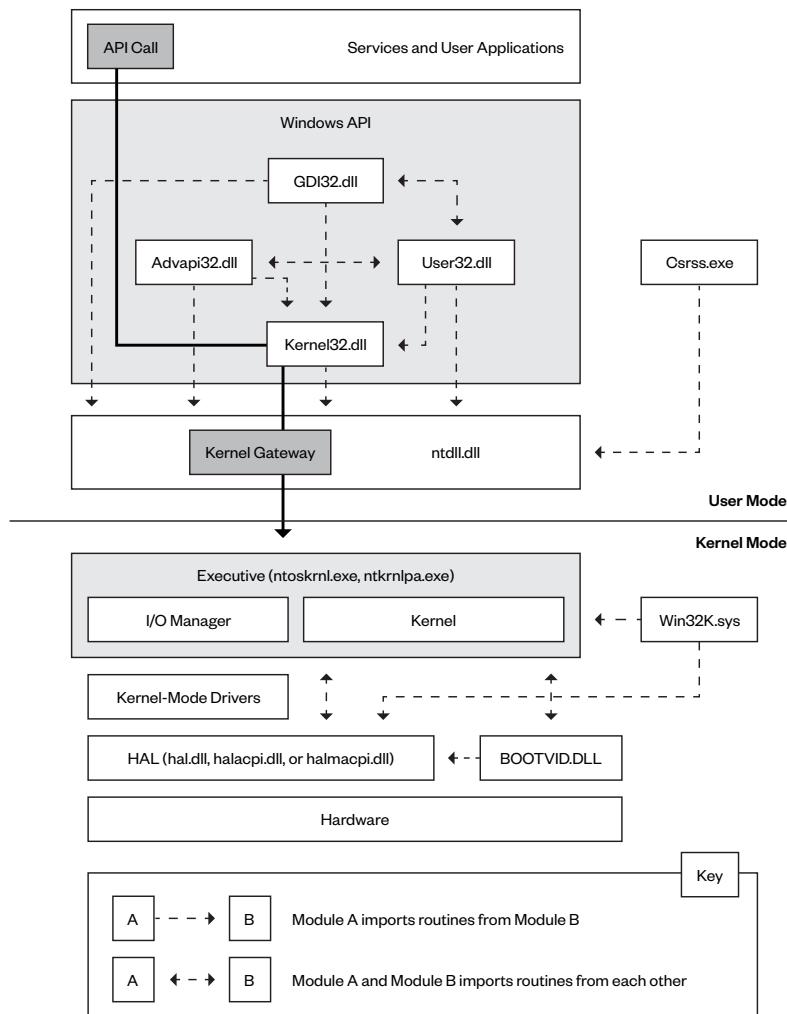 API Call
Services and User Applications
Windows API
GDI32.dll
Advapi32.dll
User32.dll
Csrss.exe
Kernel32.dll
Kernel Gateway
ntdll.dll
User Mode
Kernel Mode
Executive (ntoskrnl.exe, ntkrnlpa.exe)
I/O Manager
Kernel
Win32K.sys
Kernel-Mode Drivers
HAL (hal.dll, halacpi.dll, or halmacpi.dll)
BOOTVID.DLL
Hardware
Key
A
B
Module A imports routines from Module B
A
B
Module A and Module B imports routines from each other